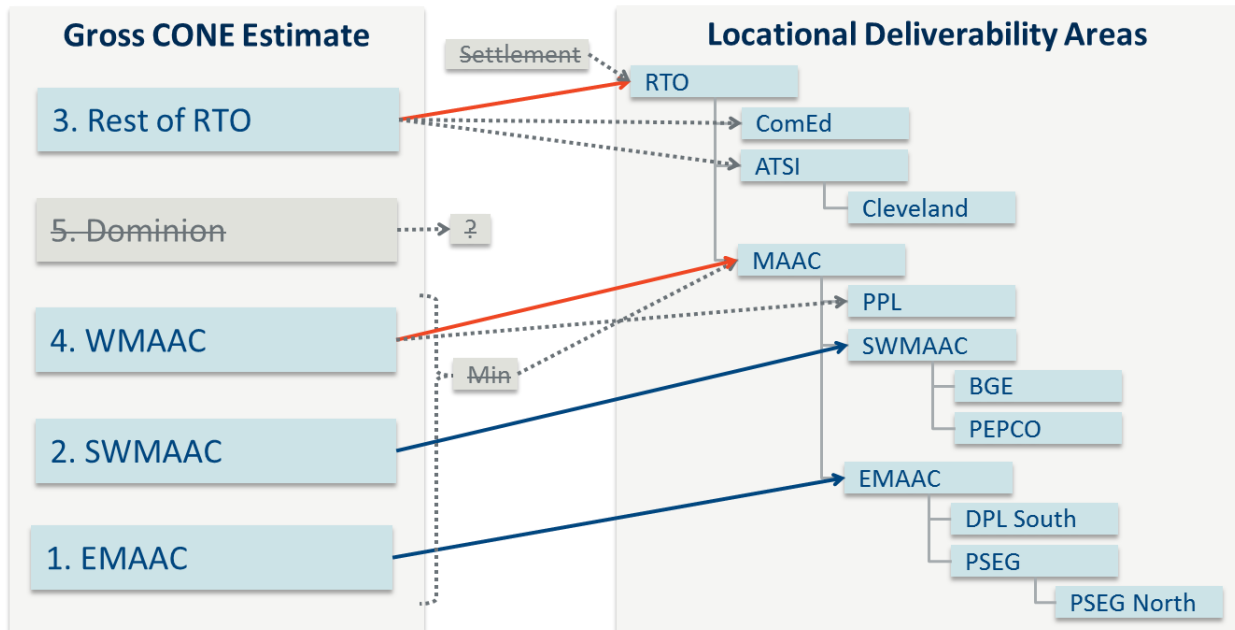 Gross CONE Estimate
3. Rest of RTO
5. Dominion
4. WMAAC
2. SWMAAC
1. EMAAC
Settlement
?
Min
Locational Deliverability Areas
RTO
ComEd
ATSI
Cleveland
MAAC
PPL
SWMAAC
BGE
PEPCO
EMAAC
DPL South
PSEG
PSEG North